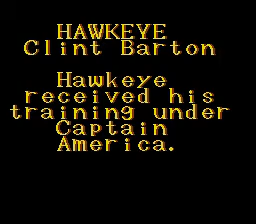 HAWKEYE
Clint Barton
Hawkeye
received his
training under
Captain
America.